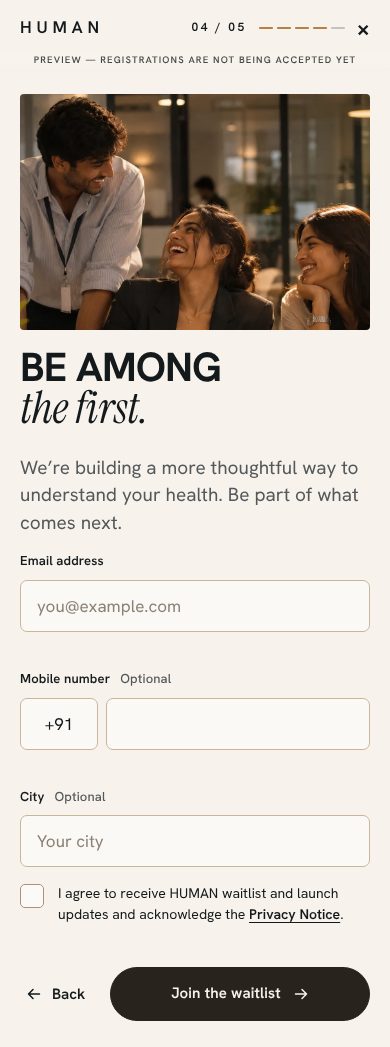 HUMAN
04 / 05
PREVIEW — REGISTRATIONS ARE NOT BEING ACCEPTED YET
BE AMONG
the first.
We’re building a more thoughtful way to
understand your health. Be part of what
comes next.
Email address
you@example.com
Mobile number Optional
+91
City Optional
Your city
I agree to receive HUMAN waitlist and launch
updates and acknowledge the Privacy Notice.
← Back
Join the waitlist →